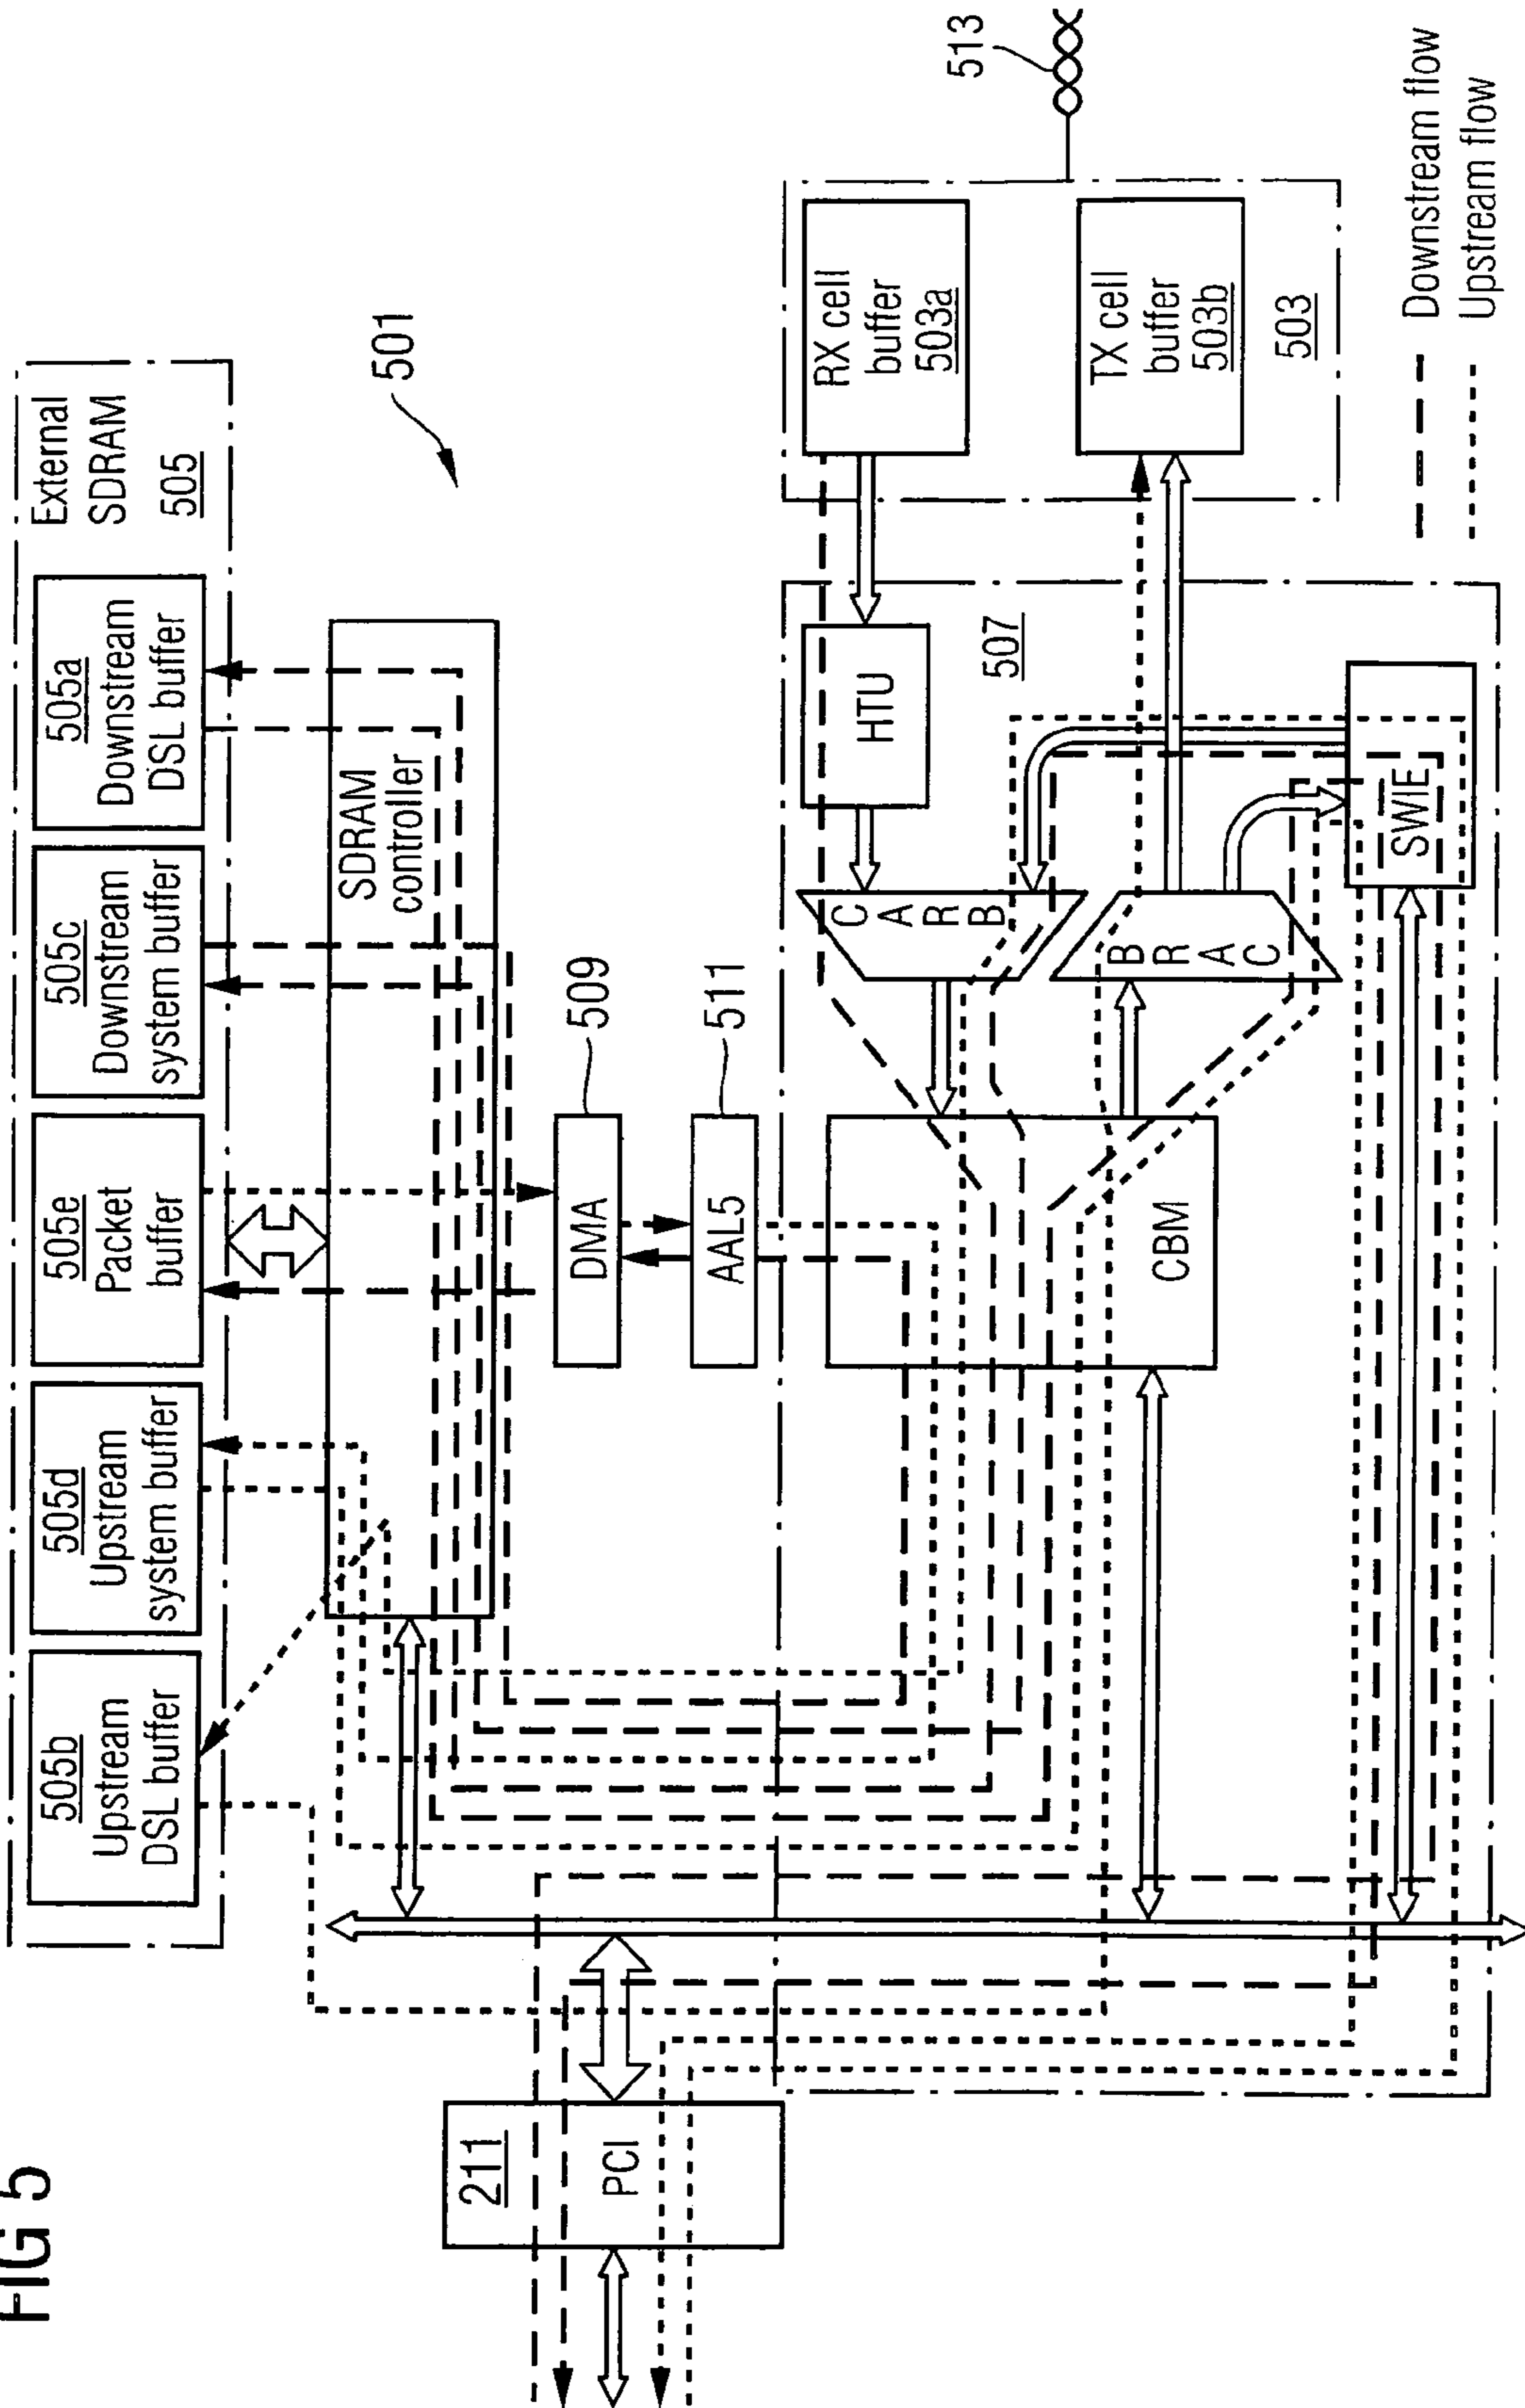 FIG 5
505b
Upstream
DSL buffer
505d
Upstream
system buffer
505e
Packet
buffer
505c
Downstream
system buffer
505a
Downstream
DSL buffer
External
SDRAM
505
SDRAM
controller
501
211
PCI
DMA
509
AAL5
511
CBM
CARB
BRAC
HTU
507
SWIE
RX cell
buffer
503a
TX cell
buffer
503b
503
513
Downstream flow
Upstream flow